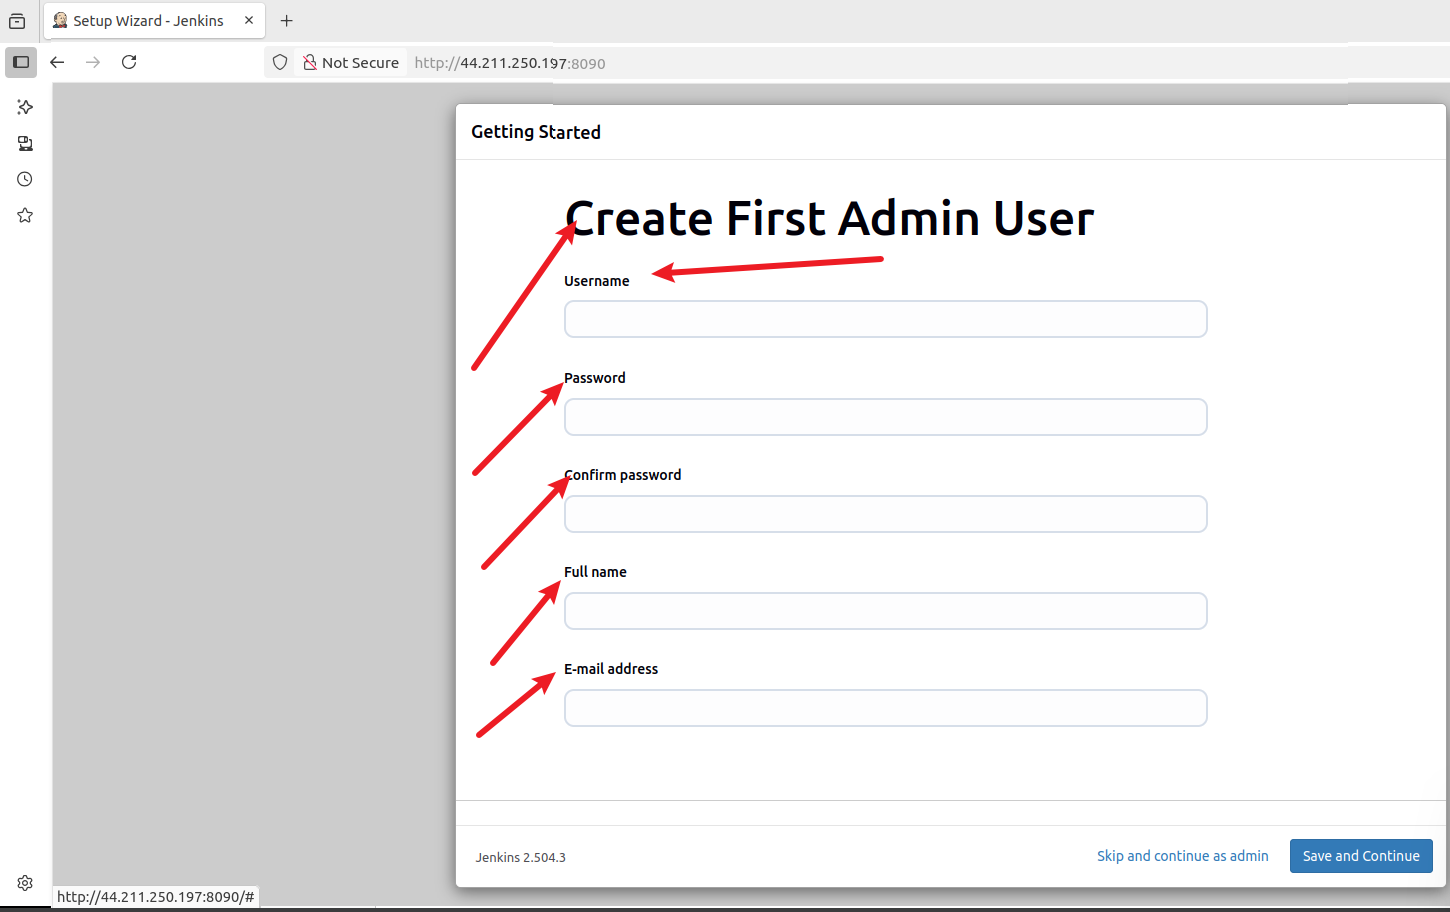 Setup Wizard - Jenkins
Not Secure
http://44.211.250.197:8090
Getting Started
Create First Admin User
Username
Password
Confirm password
Full name
E-mail address
Jenkins 2.504.3
Skip and continue as admin
Save and Continue
http://44.211.250.197:8090/#